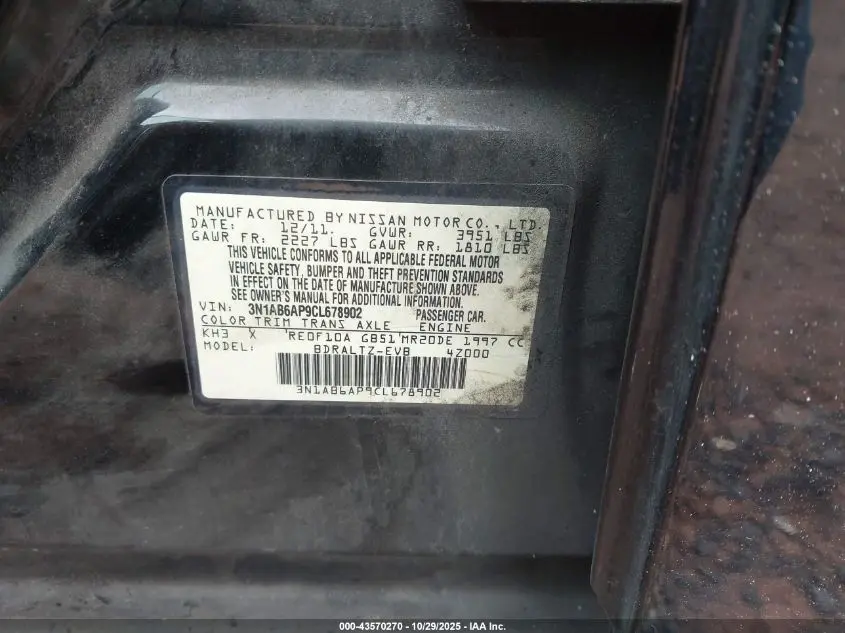 MANUFACTURED BY NISSAN MOTOR CO., LTD.
DATE: 12/11. GVWR: 3951 LBS
GAWR FR: 2227 LBS GAWR RR: 1810 LBS
THIS VEHICLE CONFORMS TO ALL APPLICABLE FEDERAL MOTOR
VEHICLE SAFETY, BUMPER AND THEFT PREVENTION STANDARDS
IN EFFECT ON THE DATE OF MANUFACTURE SHOWN ABOVE.
SEE OWNER'S MANUAL FOR ADDITIONAL INFORMATION.
VIN: 3N1AB6AP9CL678902 PASSENGER CAR.
COLOR TRIM TRANS AXLE ENGINE
KH3 X RE0F10A GB51 MR20DE 1997 CC
MODEL: BDRALTZ-EVB 4Z000
3N1AB6AP9CL678902
000-43570270 - 10/29/2025 - IAA Inc.